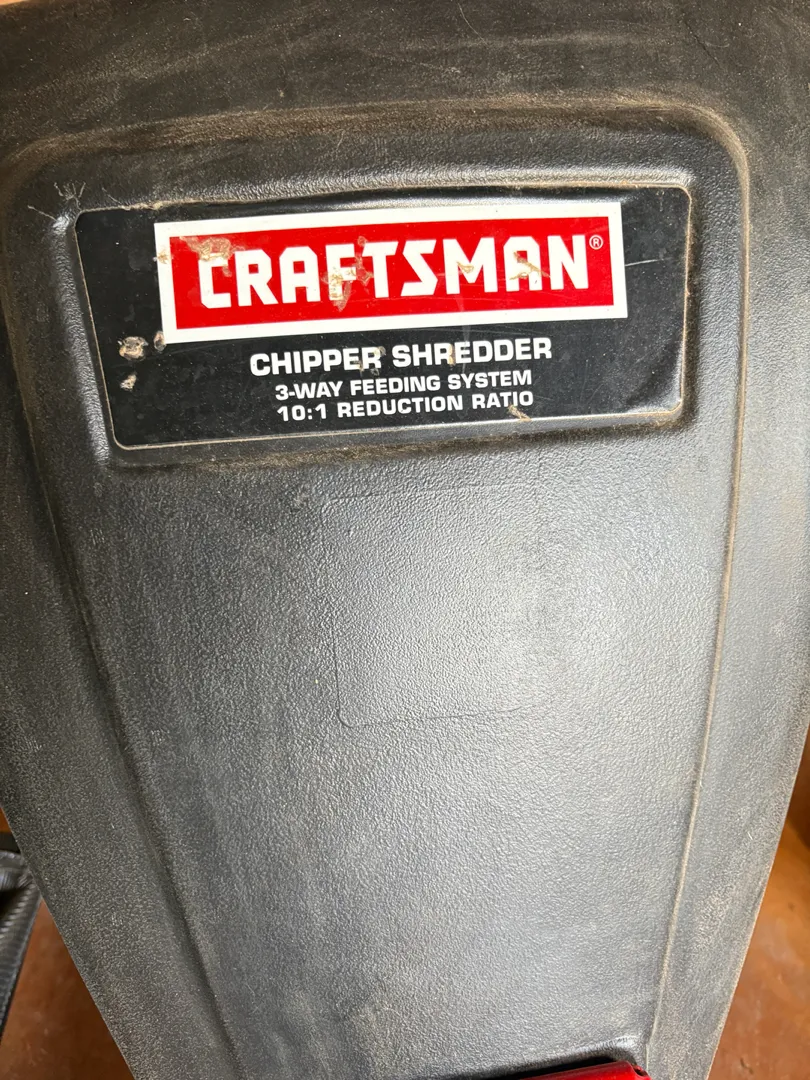 CRAFTSMAN®
CHIPPER SHREDDER
3-WAY FEEDING SYSTEM
10:1 REDUCTION RATIO